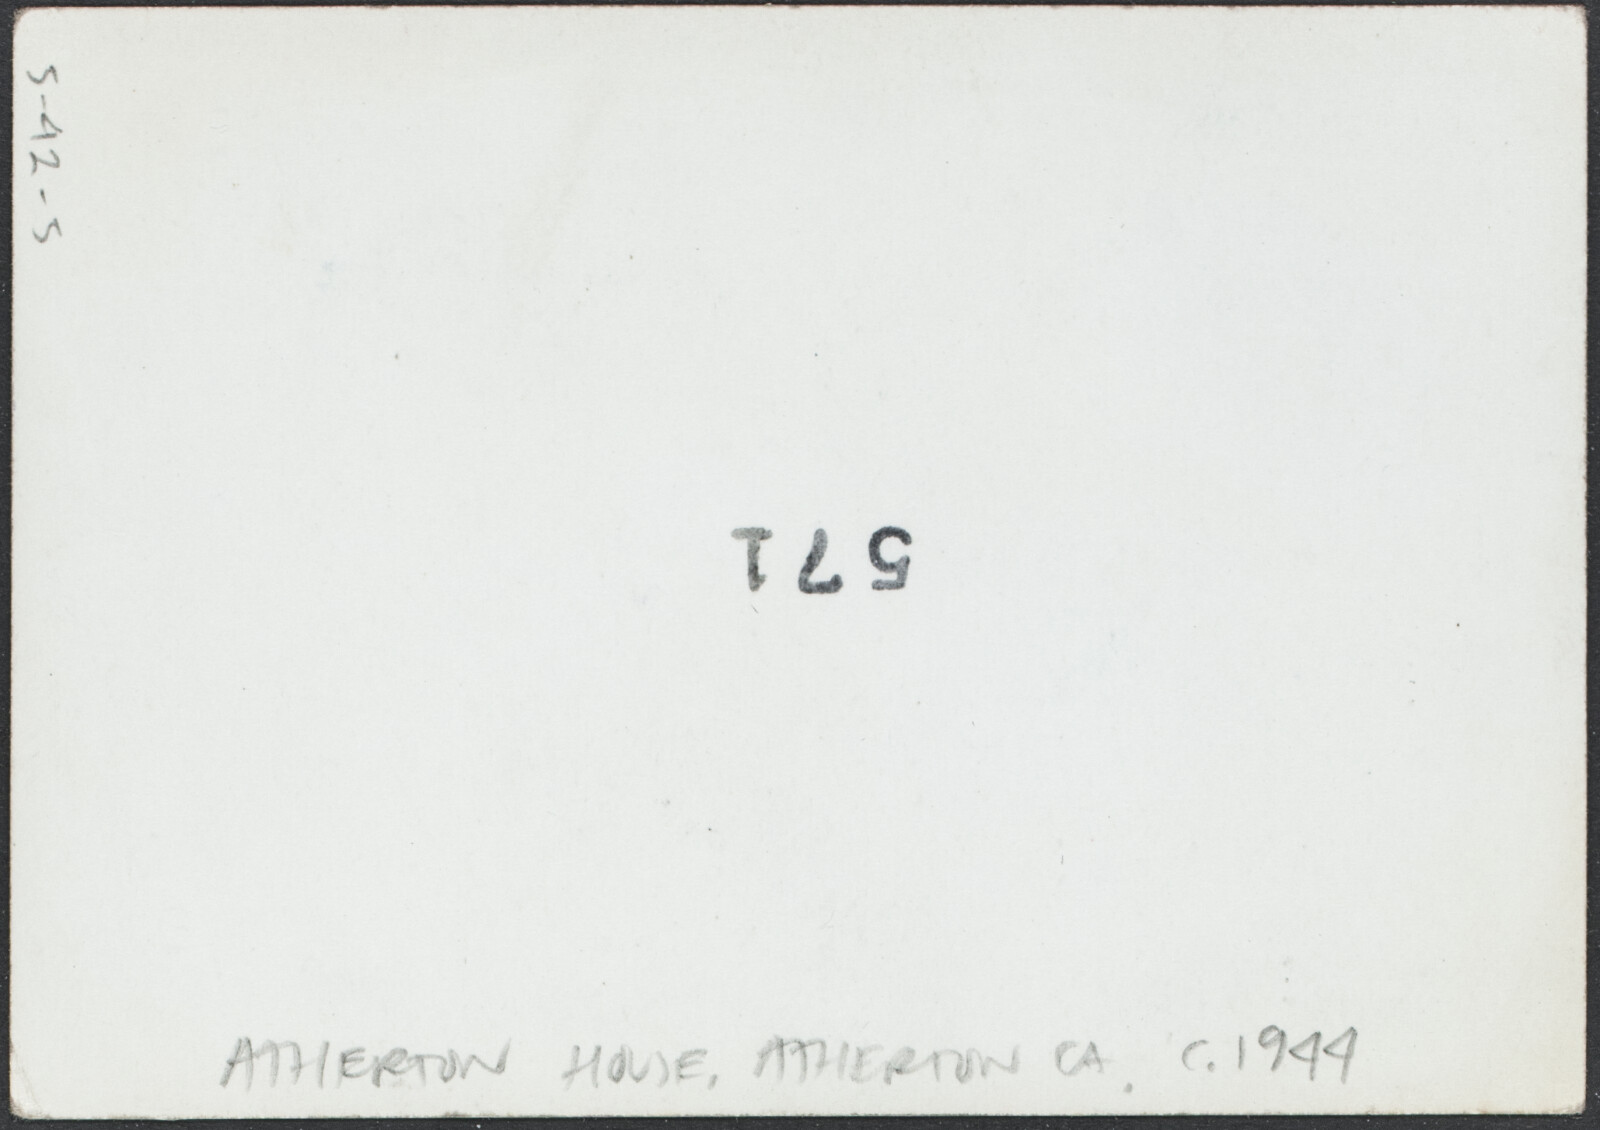 5-42-5
571
ATHERTON HOUSE, ATHERTON CA. C. 1944